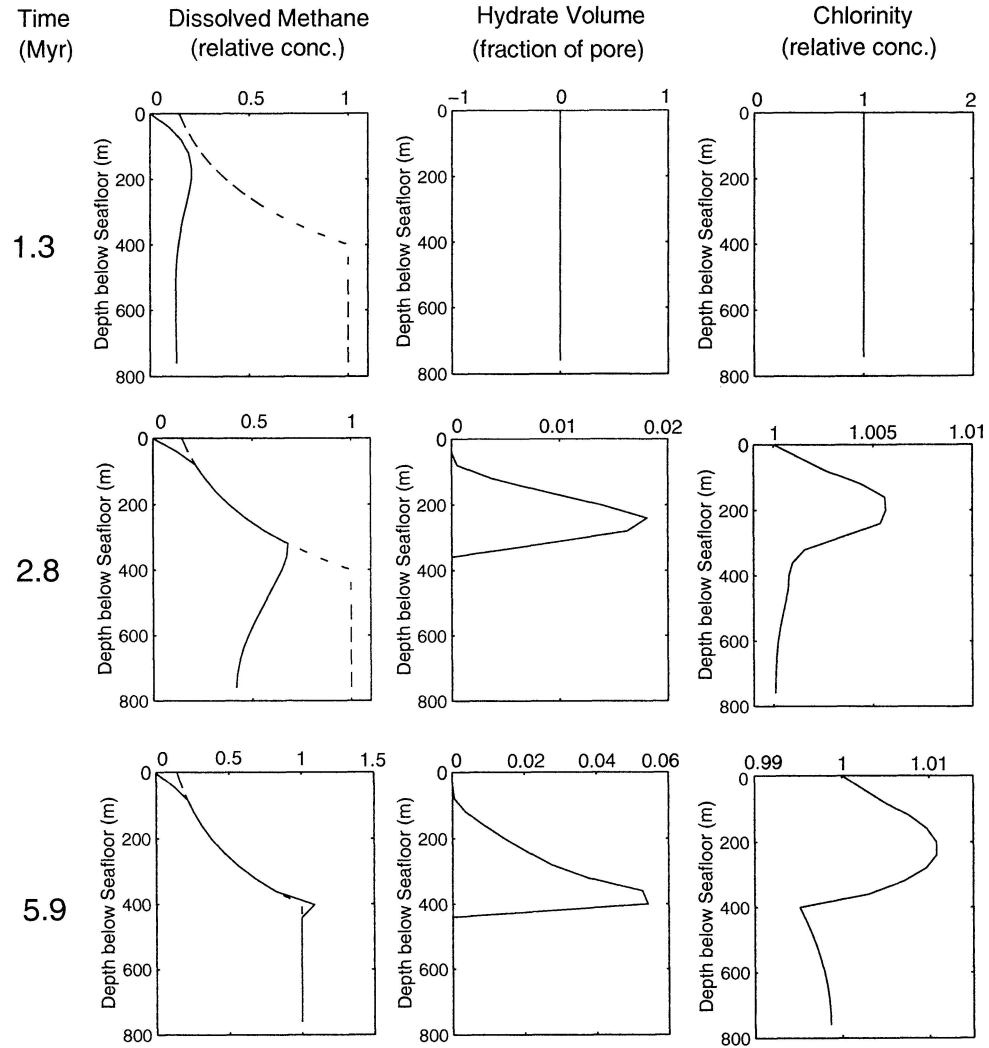 Time
(Myr)
Dissolved Methane
(relative conc.)
Hydrate Volume
(fraction of pore)
Chlorinity
(relative conc.)
1.3
0 0.5 1
0
200
400
600
800
Depth below Seafloor (m)
−1 0 1
0
200
400
600
800
Depth below Seafloor (m)
0 1 2
0
200
400
600
800
Depth below Seafloor (m)
2.8
0 0.5 1
0
200
400
600
800
Depth below Seafloor (m)
0 0.01 0.02
0
200
400
600
800
Depth below Seafloor (m)
1 1.005 1.01
0
200
400
600
800
Depth below Seafloor (m)
5.9
0 0.5 1 1.5
0
200
400
600
800
Depth below Seafloor (m)
0 0.02 0.04 0.06
0
200
400
600
800
Depth below Seafloor (m)
0.99 1 1.01
0
200
400
600
800
Depth below Seafloor (m)